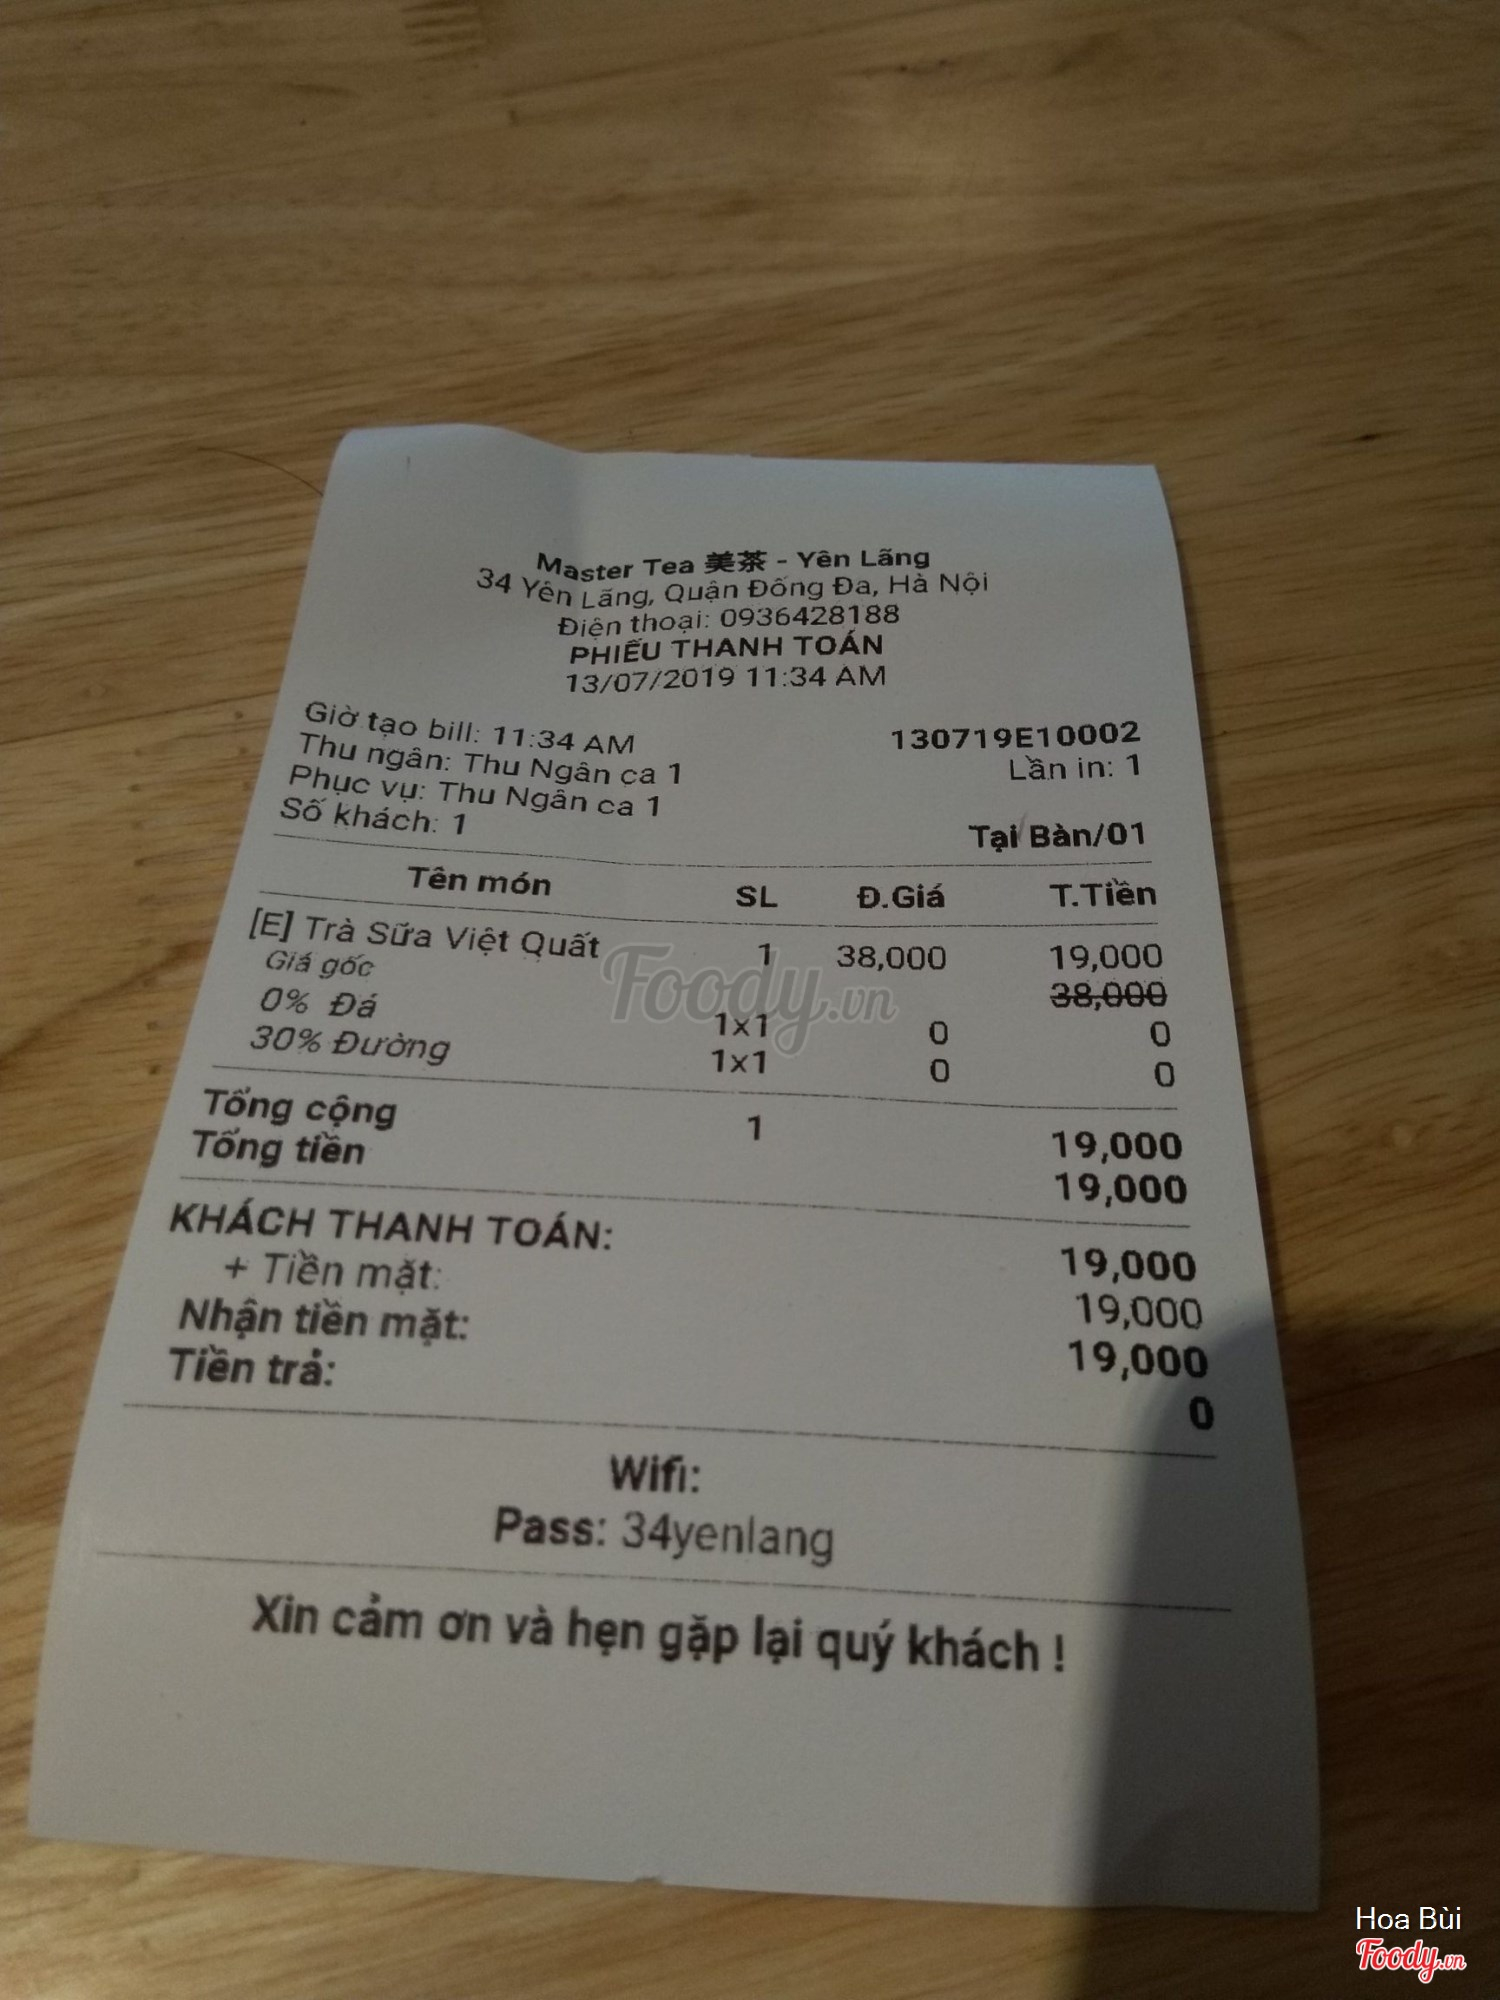 Master Tea 美茶 - Yên Lãng
34 Yên Lãng, Quận Đống Đa, Hà Nội
Điện thoại: 0936428188
PHIẾU THANH TOÁN
13/07/2019 11:34 AM
Giờ tạo bill: 11:34 AM 130719E10002
Thu ngân: Thu Ngân ca 1 Lần in: 1
Phục vụ: Thu Ngân ca 1
Số khách: 1 Tại Bàn/01
Tên món SL Đ.Giá T.Tiền
[E] Trà Sữa Việt Quất 1 38,000 19,000
Giá gốc 38,000
0% Đá 1x1 0 0
30% Đường 1x1 0 0
Tổng cộng 1 19,000
Tổng tiền 19,000
KHÁCH THANH TOÁN: 19,000
+ Tiền mặt: 19,000
Nhận tiền mặt: 19,000
Tiền trả: 0
Wifi:
Pass: 34yenlang
Xin cảm ơn và hẹn gặp lại quý khách !
Foody.vn
Hoa Bùi
Foody.vn